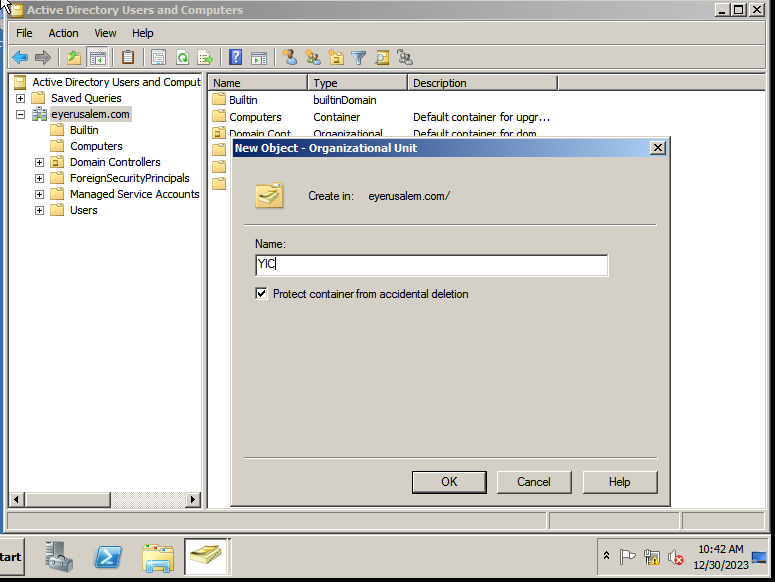 Active Directory Users and Computers
File Action View Help
Active Directory Users and Comput
Saved Queries
eyerusalem.com
Builtin
Computers
Domain Controllers
ForeignSecurityPrincipals
Managed Service Accounts
Users
Name Type Description
Builtin builtinDomain
Computers Container Default container for upgr...
Domain Cont... Organizational Default container for dom
New Object - Organizational Unit
Create in: eyerusalem.com/
Name:
YIC
Protect container from accidental deletion
OK Cancel Help
tart
10:42 AM
12/30/2023